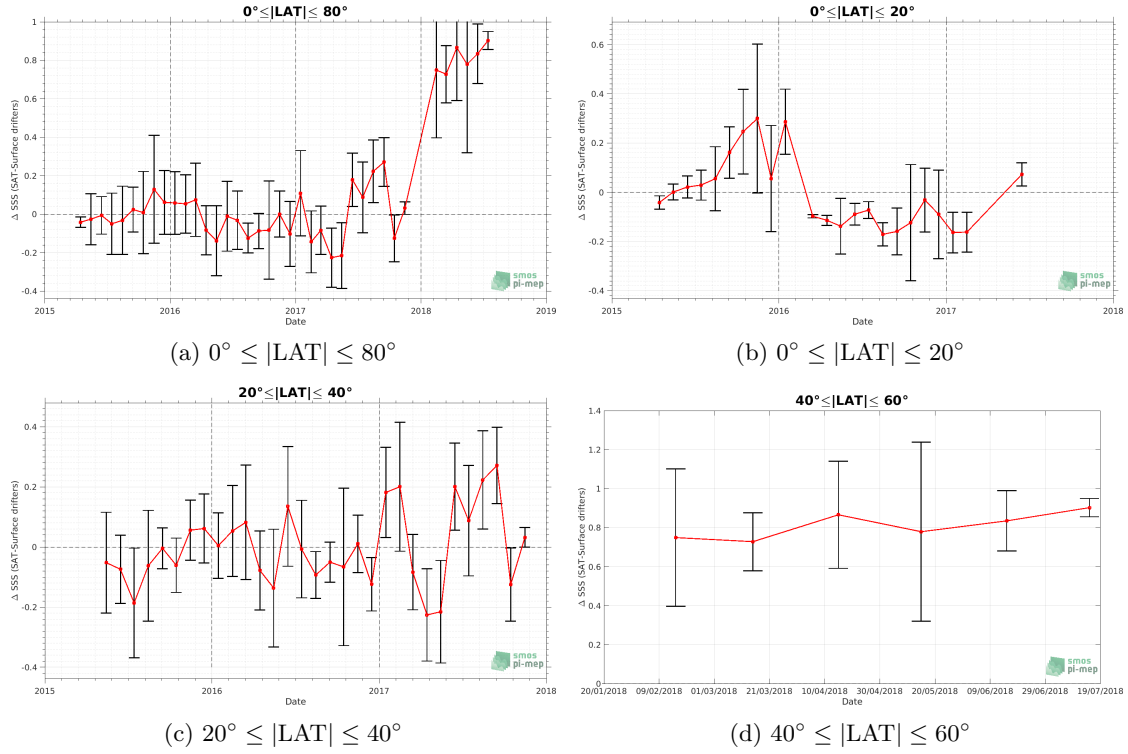 0°≤|LAT|≤ 80°
Δ SSS (SAT-Surface drifters)
1
0.8
0.6
0.4
0.2
0
-0.2
-0.4
2015 2016 2017 2018 2019
Date
smos
pi-mep
(a) 0° ≤ |LAT| ≤ 80°
0°≤|LAT|≤ 20°
Δ SSS (SAT-Surface drifters)
0.6
0.4
0.2
0
-0.2
-0.4
2015 2016 2017 2018
Date
smos
pi-mep
(b) 0° ≤ |LAT| ≤ 20°
20°≤|LAT|≤ 40°
Δ SSS (SAT-Surface drifters)
0.4
0.2
0
-0.2
-0.4
2015 2016 2017 2018
Date
smos
pi-mep
(c) 20° ≤ |LAT| ≤ 40°
40°≤|LAT|≤ 60°
Δ SSS (SAT-Surface drifters)
1.4
1.2
1
0.8
0.6
0.4
0.2
0
20/01/2018 09/02/2018 01/03/2018 21/03/2018 10/04/2018 30/04/2018 20/05/2018 09/06/2018 29/06/2018 19/07/2018
Date
smos
pi-mep
(d) 40° ≤ |LAT| ≤ 60°